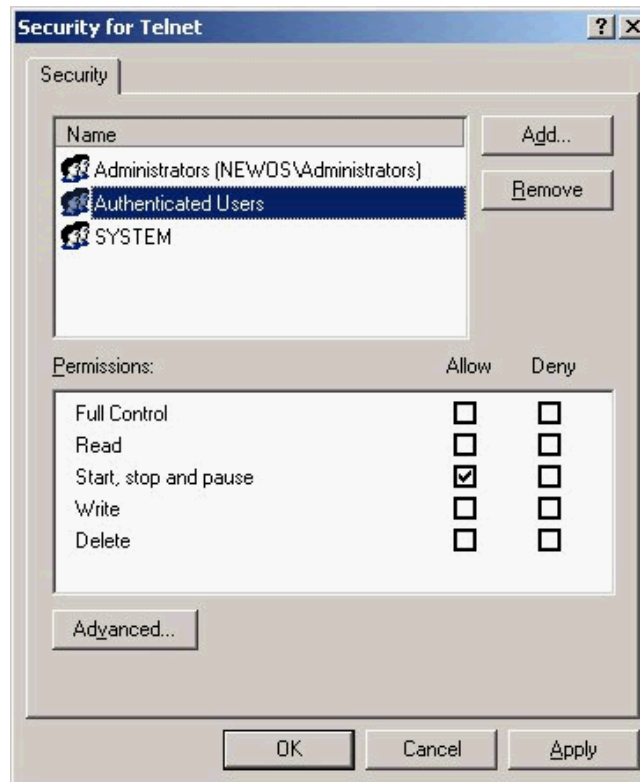 Security for Telnet
Security
Name
Add...
Administrators (NEWOS\Administrators)
Authenticated Users
Remove
SYSTEM
Permissions: Allow Deny
Full Control
Read
Start, stop and pause
Write
Delete
Advanced...
OK Cancel Apply